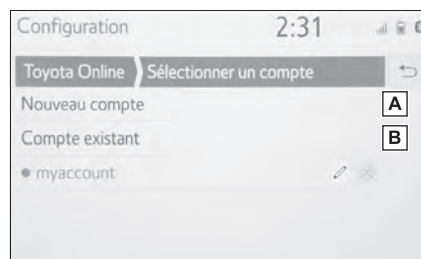 Configuration 2:31
Toyota Online Sélectionner un compte
Nouveau compte A
Compte existant B
myaccount